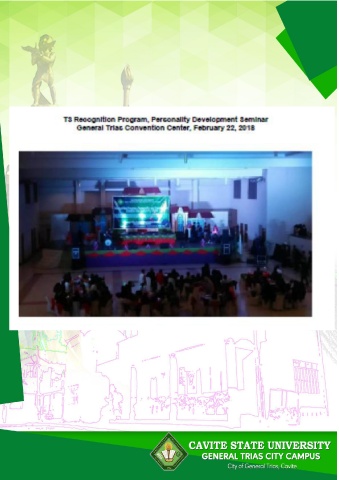 T3 Recognition Program, Personality Development Seminar
General Trias Convention Center, February 22, 2018
CAVITE STATE UNIVERSITY
GENERAL TRIAS CITY CAMPUS
City of General Trias, Cavite